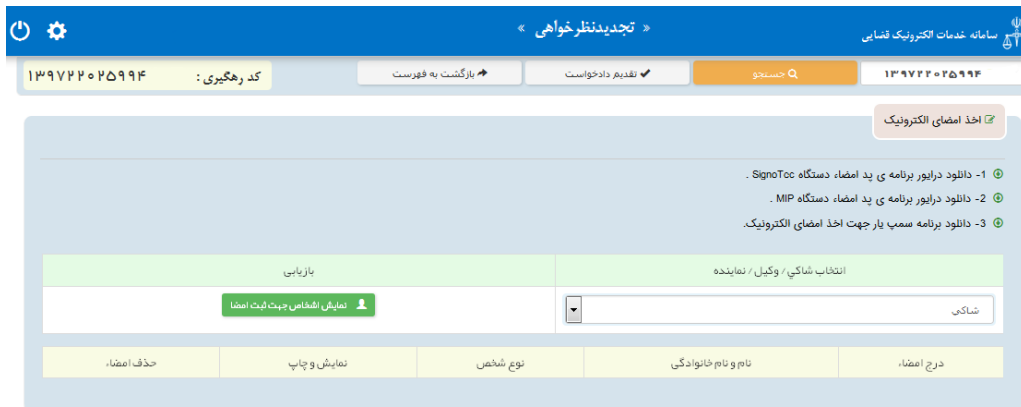 سامانه خدمات الکترونیک قضایی
« تجدیدنظرخواهی »
۱۳۹۷۲۲۰۲۵۹۹۴
جستجو
تقدیم دادخواست
بازگشت به فهرست
کد رهگیری : ۱۳۹۷۲۲۰۲۵۹۹۴
اخذ امضای الکترونیک
1- دانلود درایور برنامه ی پد امضاء دستگاه SignoTcc .
2- دانلود درایور برنامه ی پد امضاء دستگاه MIP .
3- دانلود برنامه سمپ یار جهت اخذ امضای الکترونیک.
انتخاب شاکي / وکیل / نماینده
بازیابی
شاکی
نمایش اشخاص جهت ثبت امضا
درج امضاء
نام و نام خانوادگی
نوع شخص
نمایش و چاپ
حذف امضاء